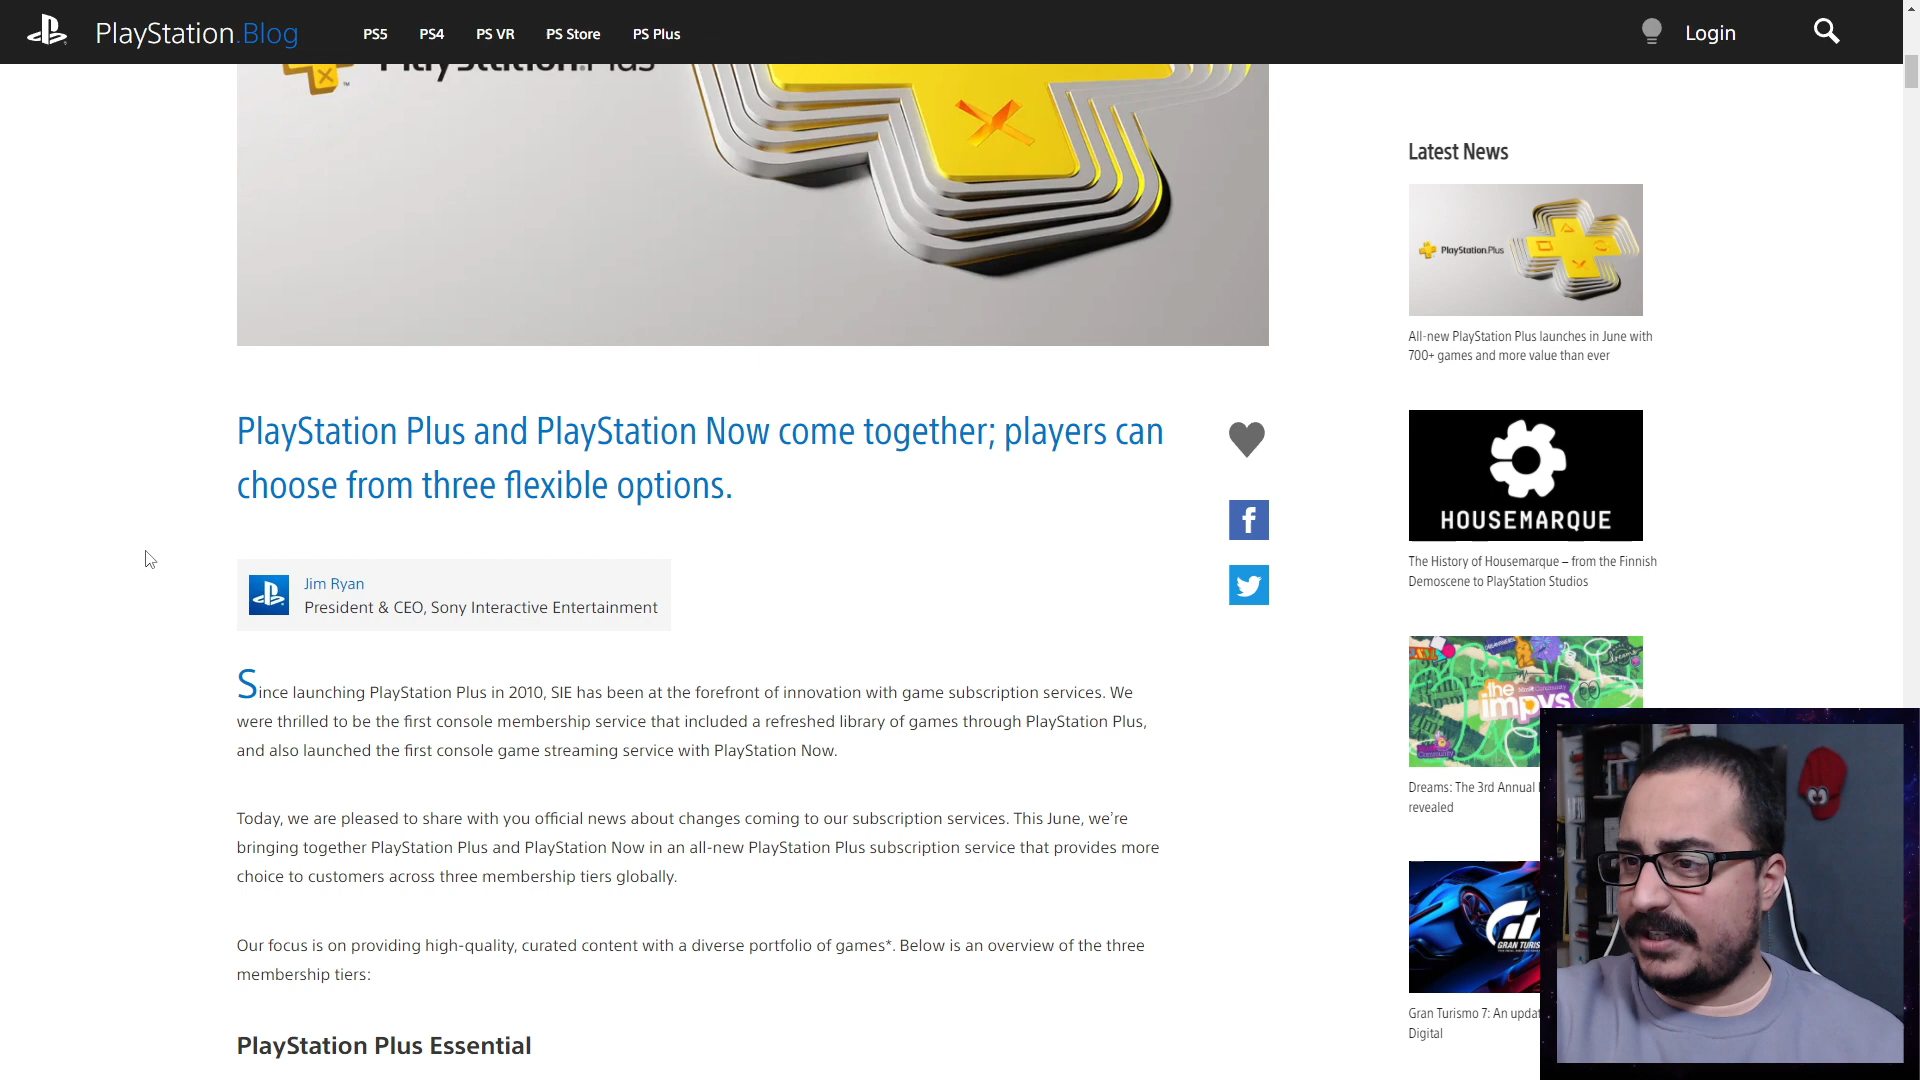 PlayStation.Blog
PS5
PS4
PS VR
PS Store
PS Plus
Login
PlayStation.Plus
PlayStation Plus and PlayStation Now come together; players can
choose from three flexible options.
Jim Ryan
President & CEO, Sony Interactive Entertainment
Since launching PlayStation Plus in 2010, SIE has been at the forefront of innovation with game subscription services. We
were thrilled to be the first console membership service that included a refreshed library of games through PlayStation Plus,
and also launched the first console game streaming service with PlayStation Now.
Today, we are pleased to share with you official news about changes coming to our subscription services. This June, we’re
bringing together PlayStation Plus and PlayStation Now in an all-new PlayStation Plus subscription service that provides more
choice to customers across three membership tiers globally.
Our focus is on providing high-quality, curated content with a diverse portfolio of games*. Below is an overview of the three
membership tiers:
PlayStation Plus Essential
Latest News
PlayStation.Plus
All-new PlayStation Plus launches in June with
700+ games and more value than ever
HOUSEMARQUE
The History of Housemarque – from the Finnish
Demoscene to PlayStation Studios
the
impys
Dreams: The 3rd Annual
revealed
GRAN
Gran Turismo 7: An
Digital